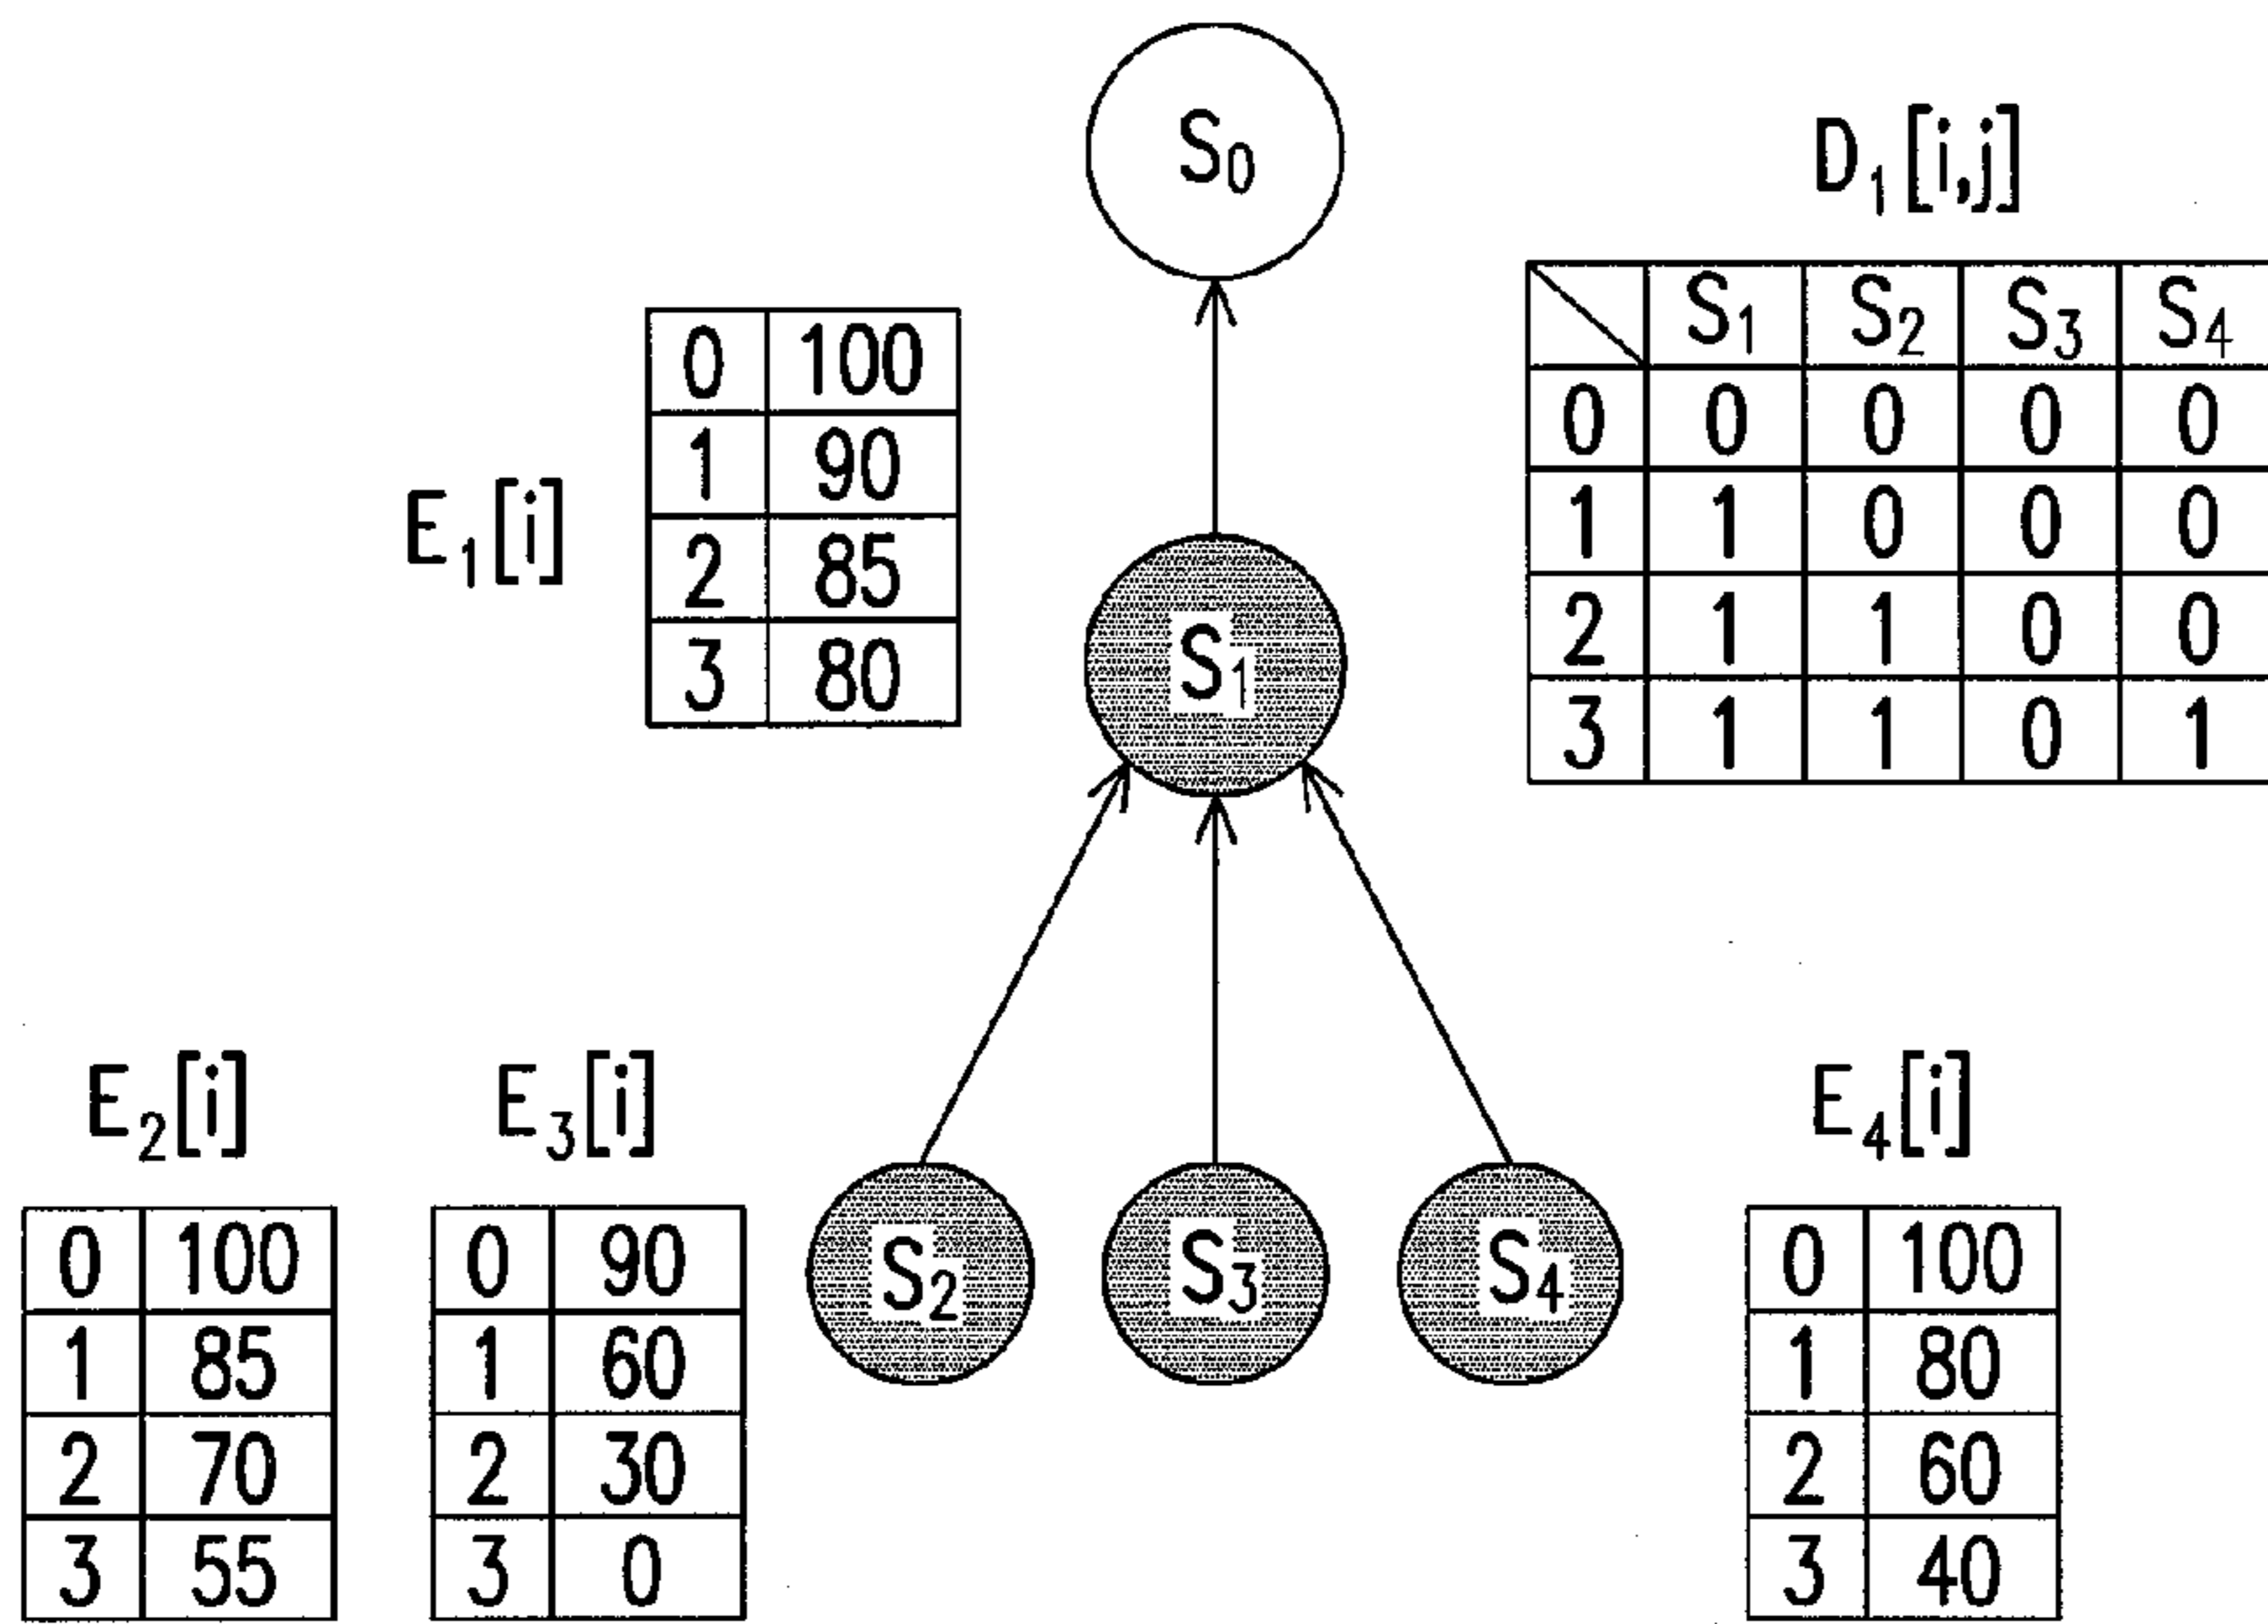 S₀
D₁[i,j]
S₁ S₂ S₃ S₄
0 0 0 0 0
1 1 0 0 0
2 1 1 0 0
3 1 1 0 1
E₁[i]
0 100
1 90
2 85
3 80
S₁
E₂[i]
0 100
1 85
2 70
3 55
E₃[i]
0 90
1 60
2 30
3 0
S₂ S₃ S₄
E₄[i]
0 100
1 80
2 60
3 40